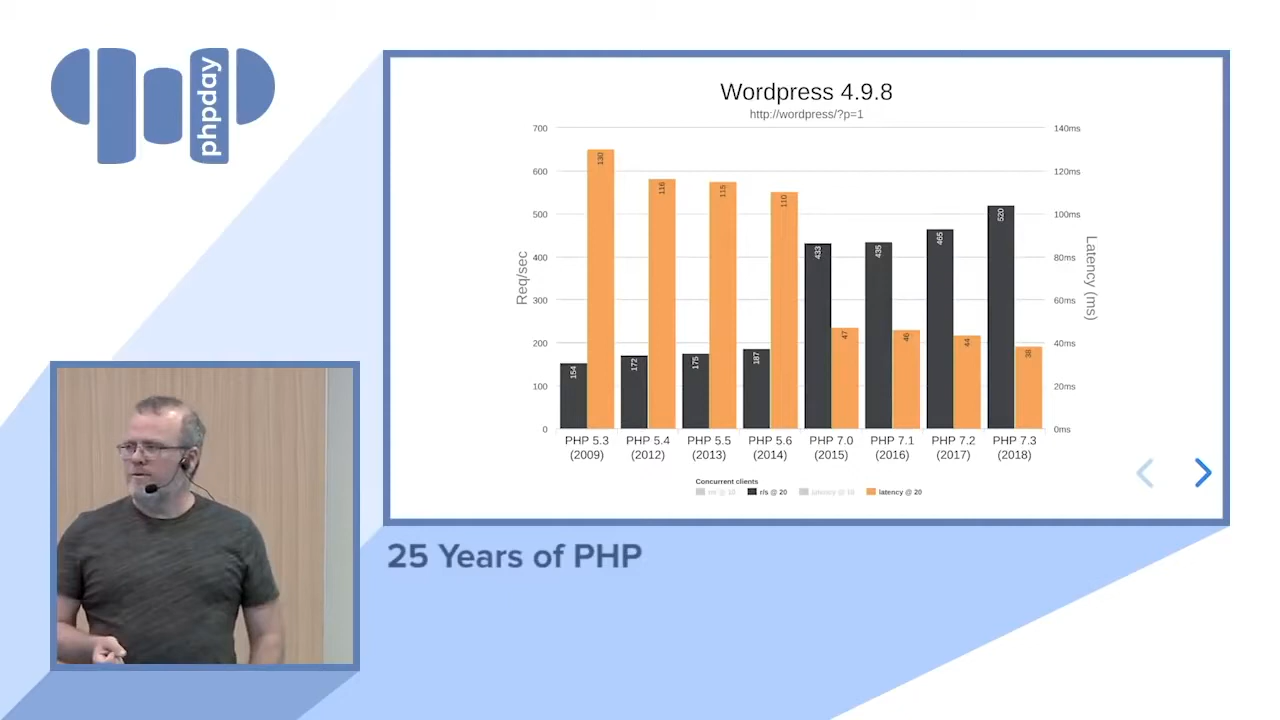 phpday
Wordpress 4.9.8
http://wordpress/?p=1
700
600
500
400
300
200
100
0
Req/sec
140ms
120ms
100ms
80ms
60ms
40ms
20ms
0ms
Latency (ms)
154
130
172
116
175
115
187
110
433
47
435
46
465
44
520
38
PHP 5.3 PHP 5.4 PHP 5.5 PHP 5.6 PHP 7.0 PHP 7.1 PHP 7.2 PHP 7.3
(2009) (2012) (2013) (2014) (2015) (2016) (2017) (2018)
Concurrent clients
r/s @ 20 latency @ 10 latency @ 20
25 Years of PHP